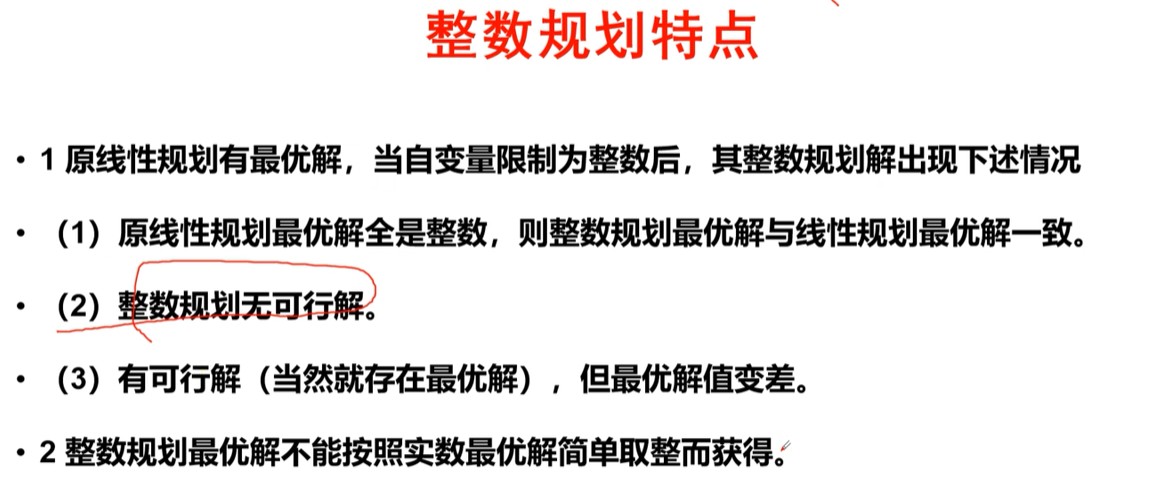 整数规划特点
• 1 原线性规划有最优解，当自变量限制为整数后，其整数规划解出现下述情况
• （1）原线性规划最优解全是整数，则整数规划最优解与线性规划最优解一致。
• （2）整数规划无可行解。
• （3）有可行解（当然就存在最优解），但最优解值变差。
• 2 整数规划最优解不能按照实数最优解简单取整而获得。